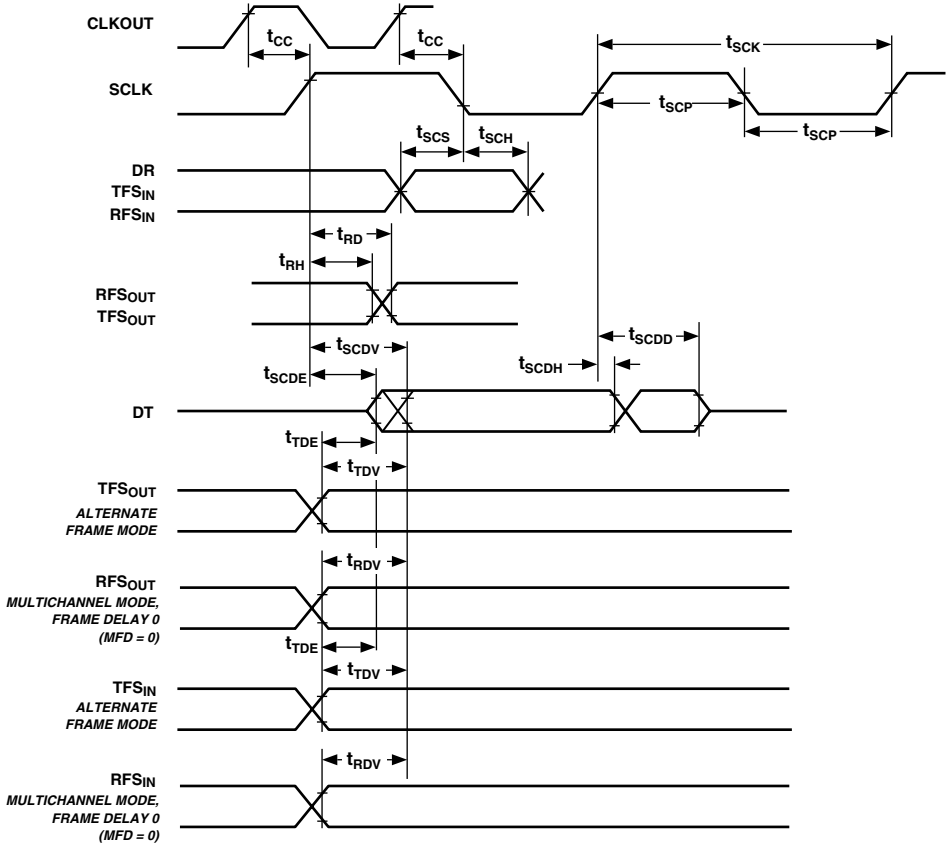 CLKOUT
tCC
tCC
tSCK
SCLK
tSCP
tSCP
tSCS
tSCH
DR
TFSIN
RFSIN
tRD
tRH
RFSOUT
TFSOUT
tSCDV
tSCDD
tSCDE
tSCDH
DT
tTDE
tTDV
TFSOUT
ALTERNATE
FRAME MODE
tRDV
RFSOUT
MULTICHANNEL MODE,
FRAME DELAY 0
(MFD = 0)
tTDE
tTDV
TFSIN
ALTERNATE
FRAME MODE
tRDV
RFSIN
MULTICHANNEL MODE,
FRAME DELAY 0
(MFD = 0)